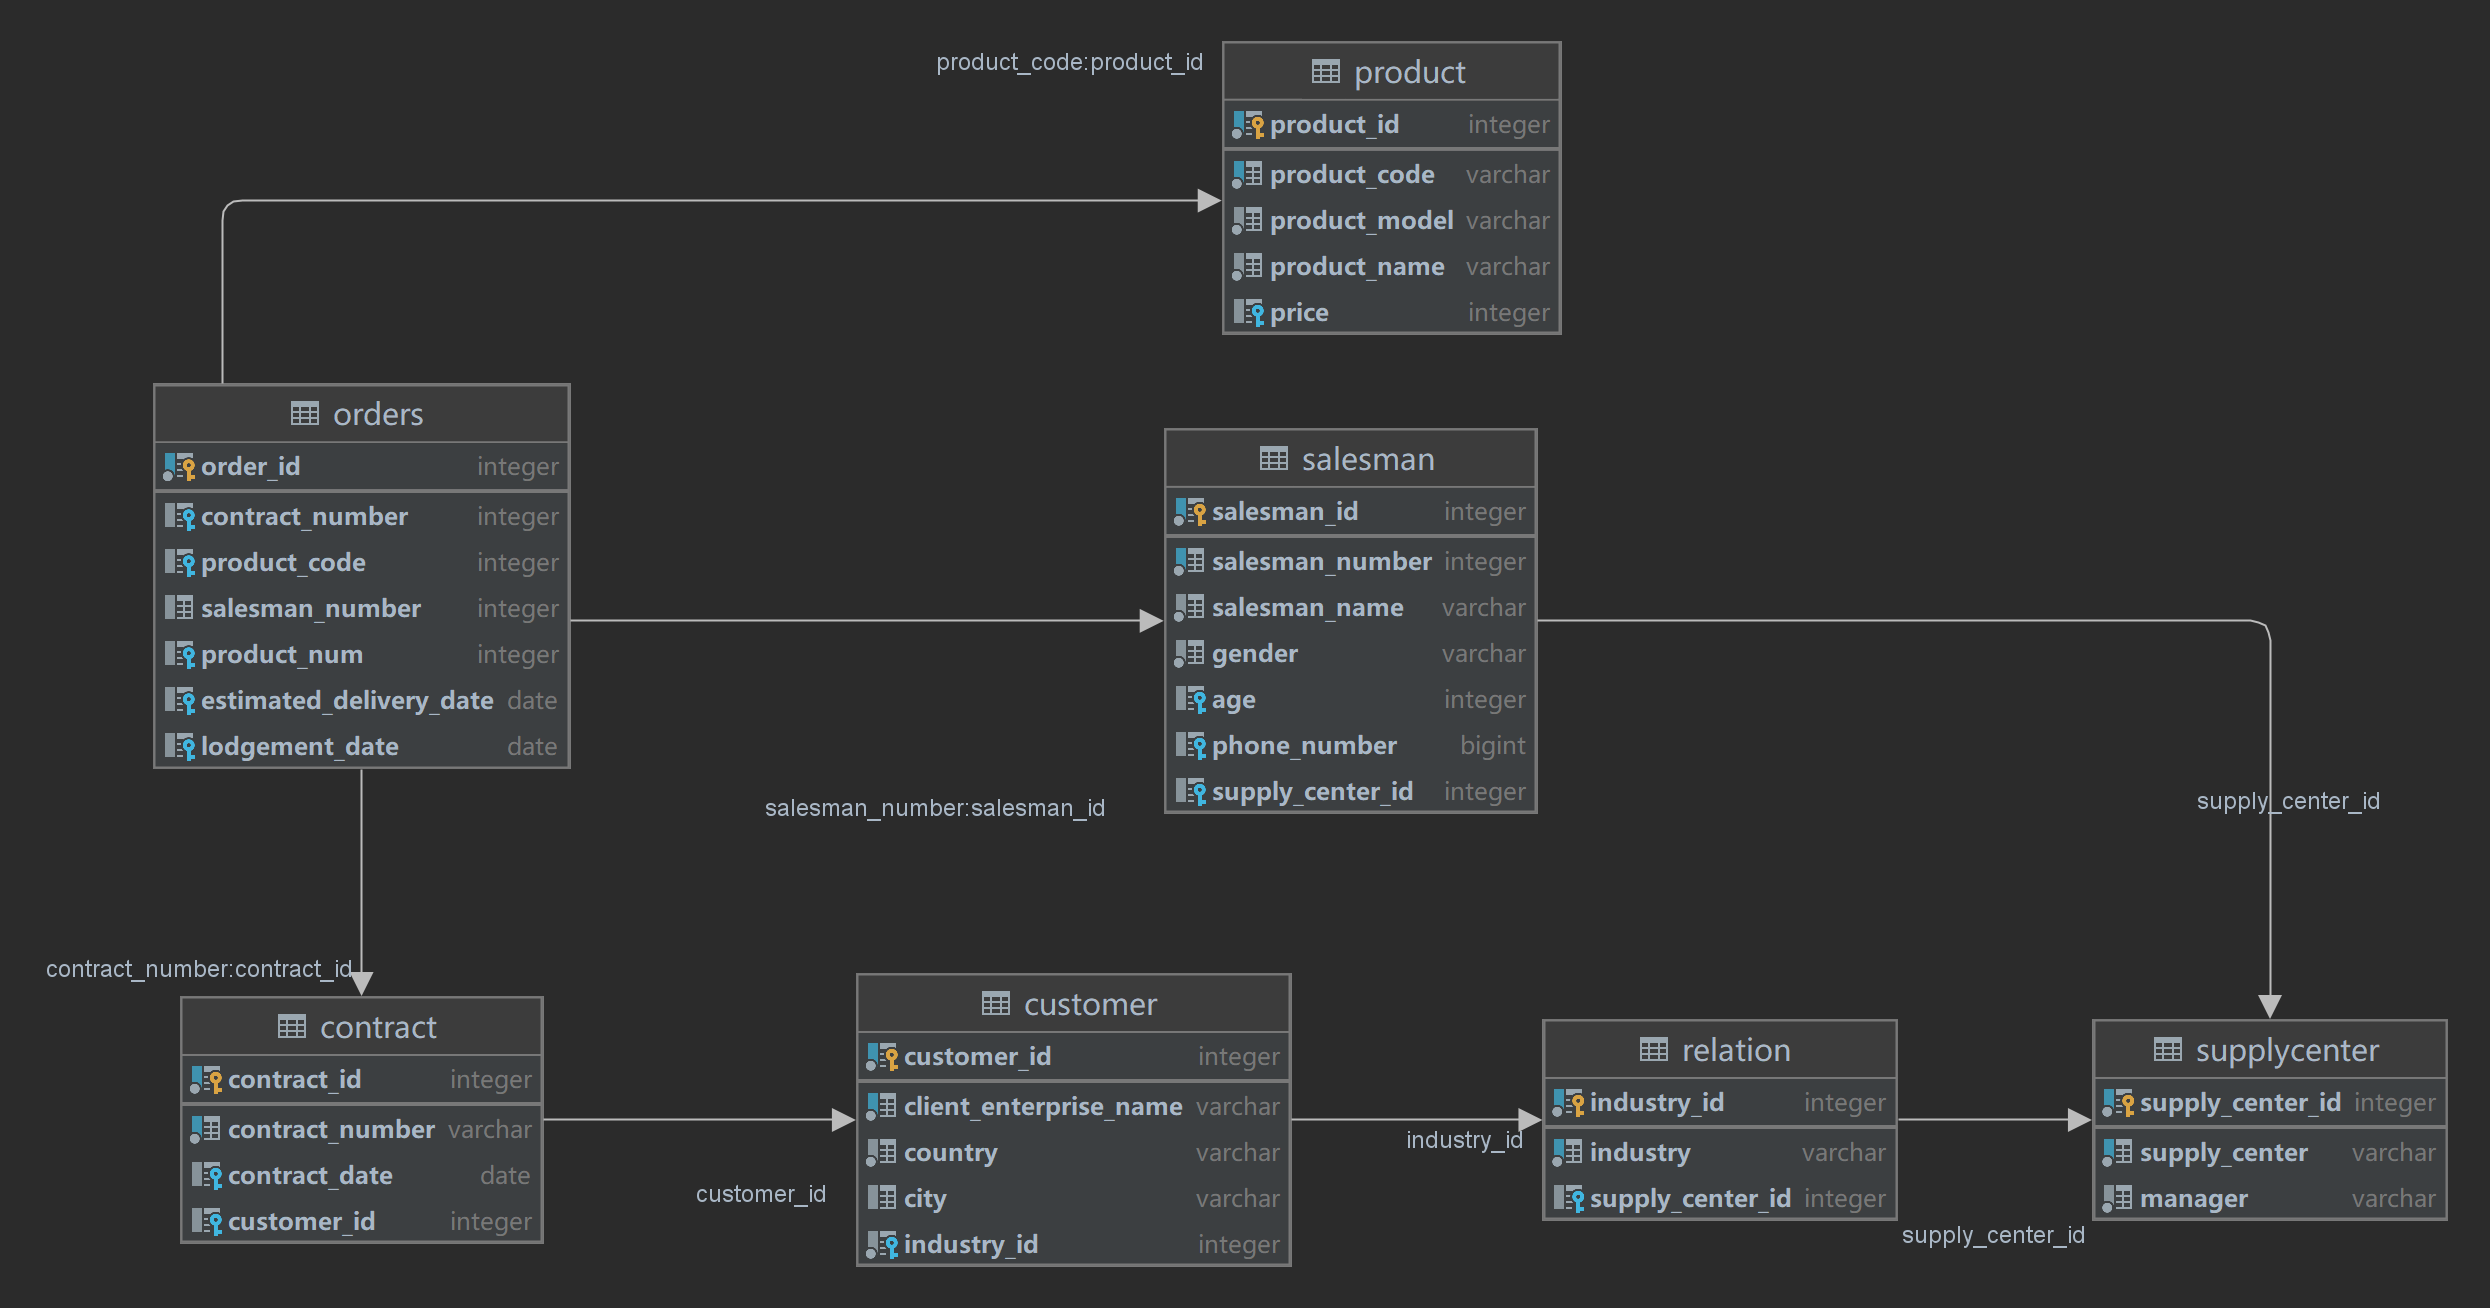 product_code:product_id
product
product_id integer
product_code varchar
product_model varchar
product_name varchar
price integer
orders
order_id integer
contract_number integer
product_code integer
salesman_number integer
product_num integer
estimated_delivery_date date
lodgement_date date
salesman
salesman_id integer
salesman_number integer
salesman_name varchar
gender varchar
age integer
phone_number bigint
supply_center_id integer
salesman_number:salesman_id
supply_center_id
contract_number:contract_id
contract
contract_id integer
contract_number varchar
contract_date date
customer_id integer
customer_id
customer
customer_id integer
client_enterprise_name varchar
country varchar
city varchar
industry_id integer
industry_id
relation
industry_id integer
industry varchar
supply_center_id integer
supply_center_id
supplycenter
supply_center_id integer
supply_center varchar
manager varchar